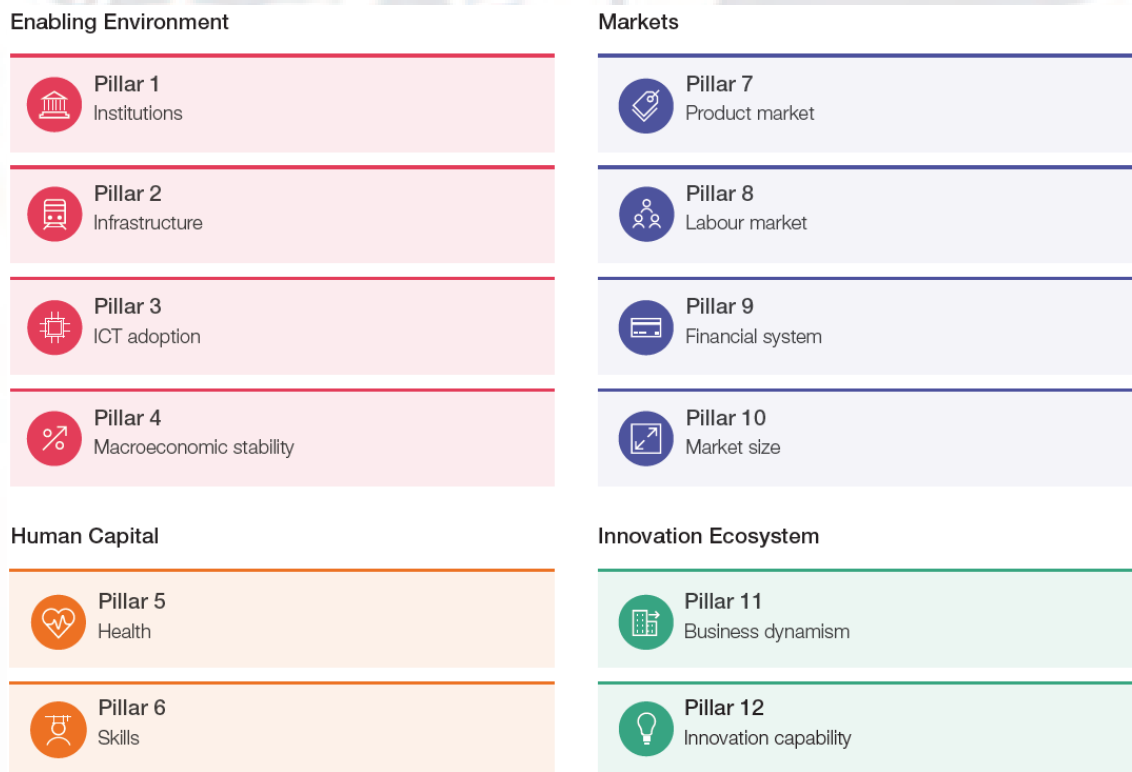 Enabling Environment
Pillar 1
Institutions
Pillar 2
Infrastructure
Pillar 3
ICT adoption
Pillar 4
Macroeconomic stability
Human Capital
Pillar 5
Health
Pillar 6
Skills
Markets
Pillar 7
Product market
Pillar 8
Labour market
Pillar 9
Financial system
Pillar 10
Market size
Innovation Ecosystem
Pillar 11
Business dynamism
Pillar 12
Innovation capability